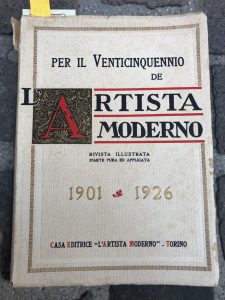 PER IL VENTICINQUENNIO
DE
L'ARTISTA
MODERNO
RIVISTA ILLUSTRATA
D'ARTE PURA ED APPLICATA
1901 1926
CASA EDITRICE "L'ARTISTA MODERNO" - TORINO